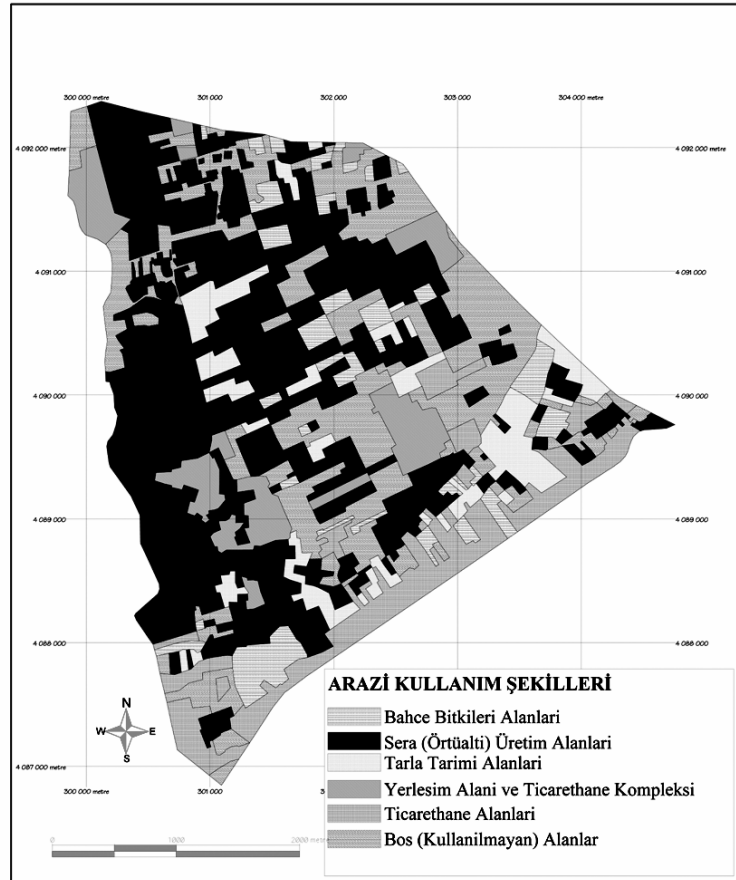 300 000 metre 301 000 302 000 303 000 304 000 metre
4 092 000 metre 4 092 000 metre
4 091 000 4 091 000
4 090 000 4 090 000
4 089 000 4 089 000
4 088 000 4 088 000
ARAZİ KULLANIM ŞEKİLLERİ
Bahce Bitkileri Alanlari
Sera (Örtüalti) Üretim Alanlari
Tarla Tarimi Alanlari
Yerlesim Alani ve Ticarethane Kompleksi
Ticarethane Alanlari
Bos (Kullanilmayan) Alanlar
N
W E
S
4 087 000 metre
300 000 metre 301 000
0 1000 2000 metre